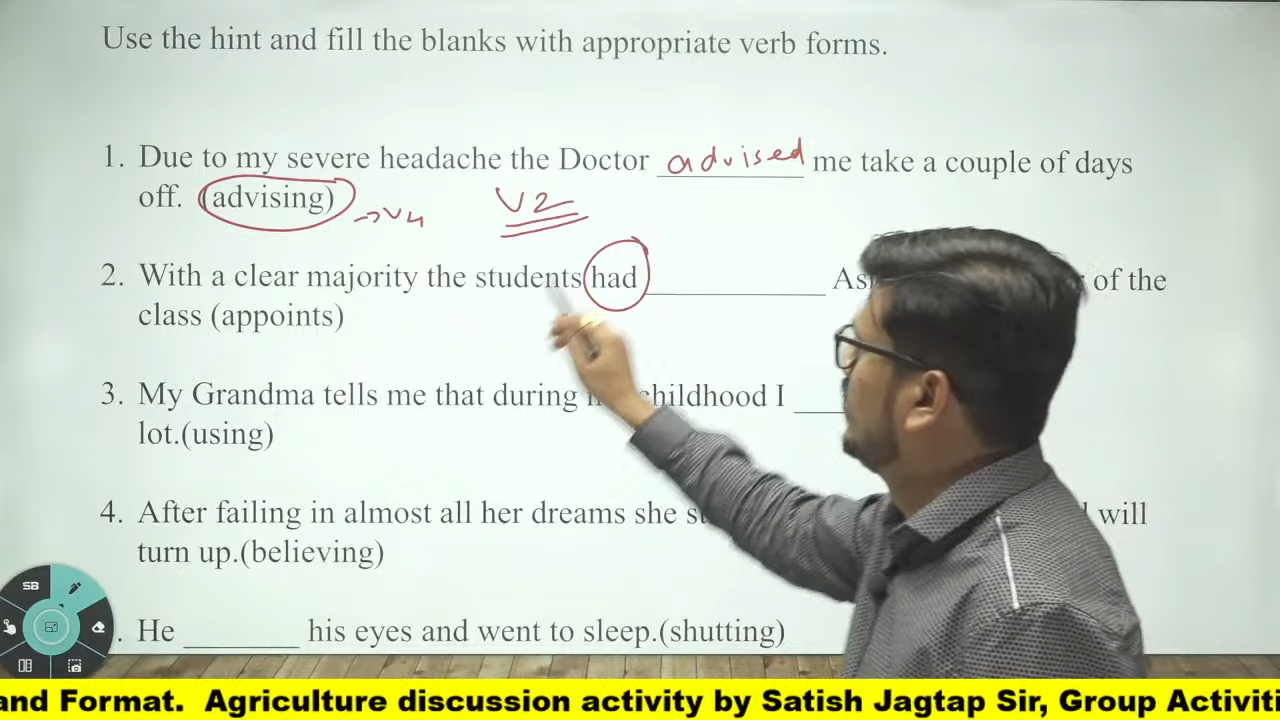 Use the hint and fill the blanks with appropriate verb forms.
1. Due to my severe headache the Doctor advised me take a couple of days
off. (advising) →V4 V2
2. With a clear majority the students had ____________ of the
class (appoints)
3. My Grandma tells me that during childhood I ____
lot.(using)
4. After failing in almost all her dreams she will
turn up.(believing)
. He ________ his eyes and went to sleep.(shutting)
SB
and Format. Agriculture discussion activity by Satish Jagtap Sir, Group Activiti